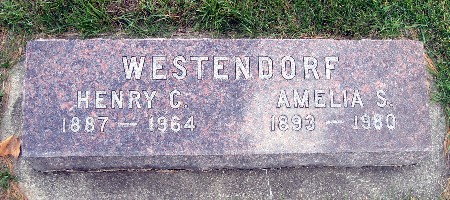 WESTENDORF
HENRY C. AMELIA S.
1887 — 1964 1893 — 1980